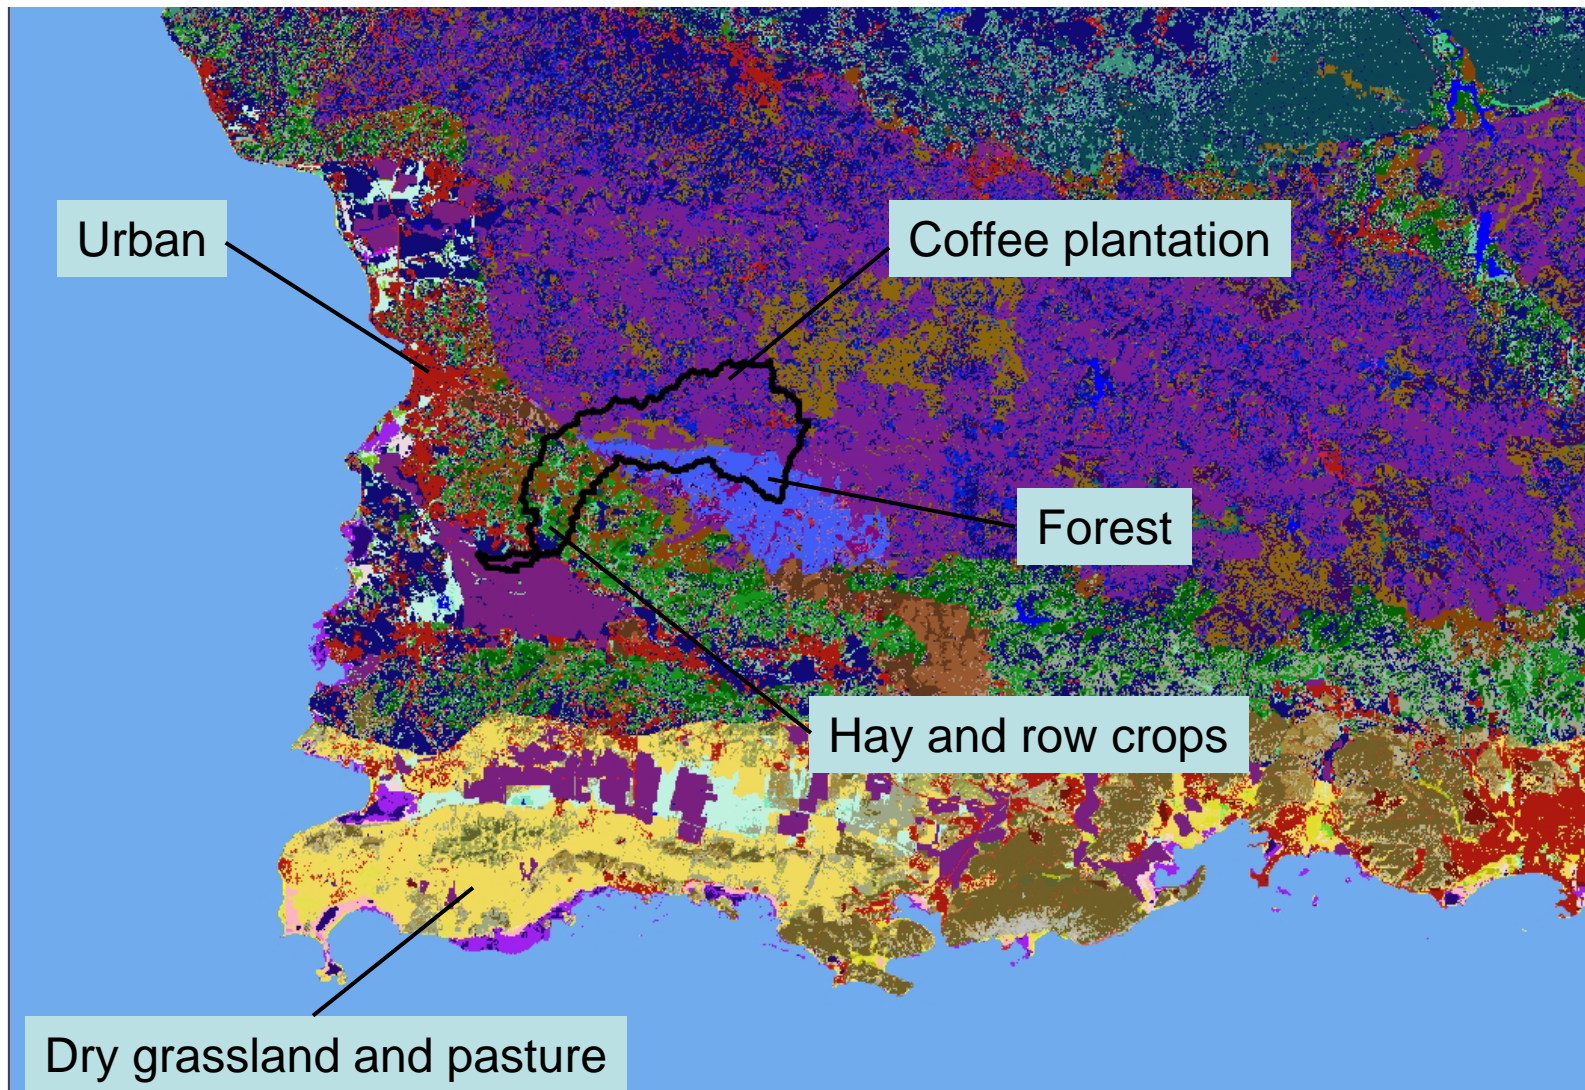 Urban
Coffee plantation
Forest
Hay and row crops
Dry grassland and pasture